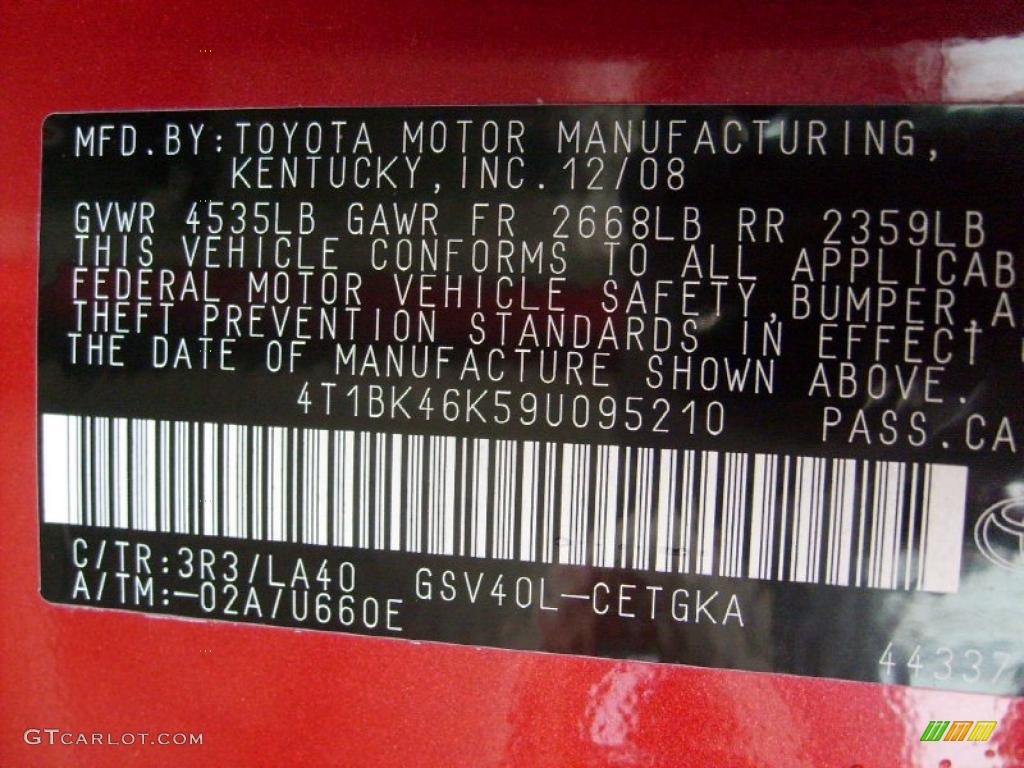 MFD.BY:TOYOTA MOTOR MANUFACTURING,
KENTUCKY,INC.12/08
GVWR 4535LB GAWR FR 2668LB RR 2359LB
THIS VEHICLE CONFORMS TO ALL APPLICAB
FEDERAL MOTOR VEHICLE SAFETY,BUMPER,A
THEFT PREVENTION STANDARDS IN EFFECT
THE DATE OF MANUFACTURE SHOWN ABOVE.
4T1BK46K59U095210 PASS.CA
C/TR:3R3/LA40 GSV40L-CETGKA
A/TM:-02A/U660E
44337
GTCARLOT.COM